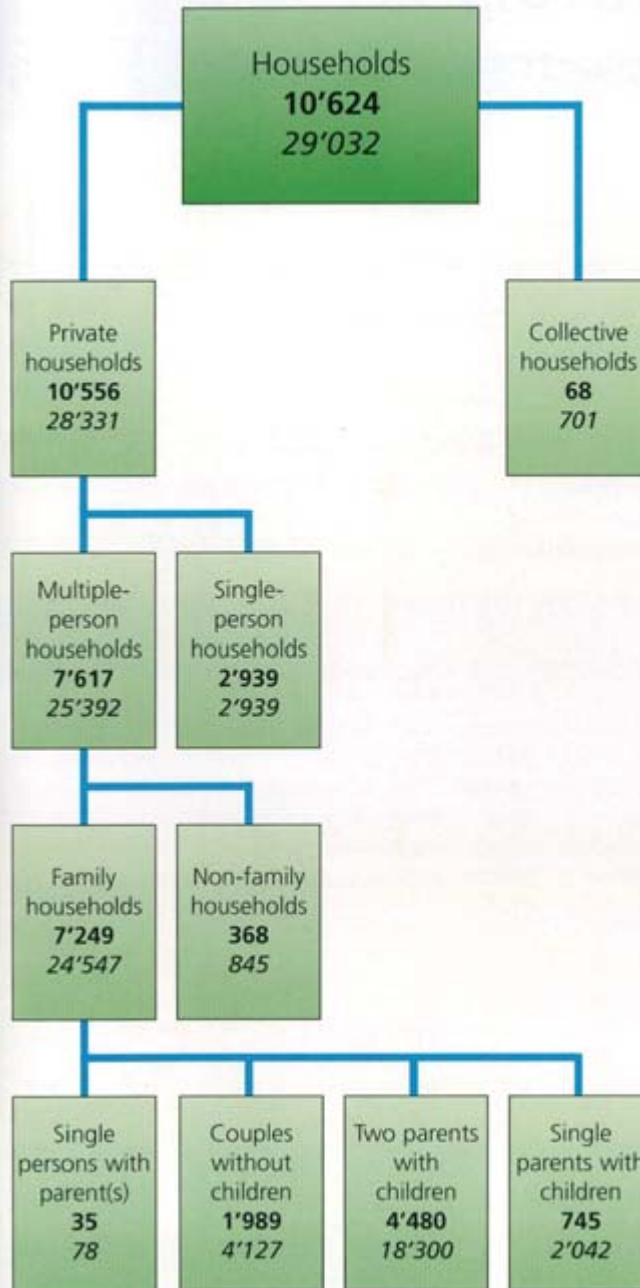 Households
10'624
29'032
Private
households
10'556
28'331
Collective
households
68
701
Multiple-
person
households
7'617
25'392
Single-
person
households
2'939
2'939
Family
households
7'249
24'547
Non-family
households
368
845
Single
persons with
parent(s)
35
78
Couples
without
children
1'989
4'127
Two parents
with
children
4'480
18'300
Single
parents with
children
745
2'042